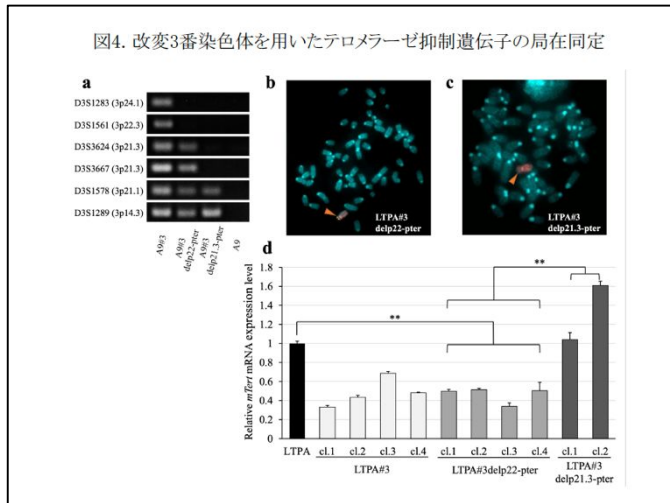 図4. 改変3番染色体を用いたテロメラーゼ抑制遺伝子の局在同定
a
D3S1283 (3p24.1)
D3S1561 (3p22.3)
D3S3624 (3p21.3)
D3S3667 (3p21.3)
D3S1578 (3p21.1)
D3S1289 (3p14.3)
A9#3
A9#3
delp22-pter
A9#3
delp21.3-pter
A9
b
LTPA#3
delp22-pter
c
LTPA#3
delp21.3-pter
d
Relative mTert mRNA expression level
1.8
1.6
1.4
1.2
1
0.8
0.6
0.4
0.2
0
**
**
LTPA
cl.1 cl.2 cl.3 cl.4
LTPA#3
cl.1 cl.2 cl.3 cl.4
LTPA#3delp22-pter
cl.1 cl.2
LTPA#3
delp21.3-pter